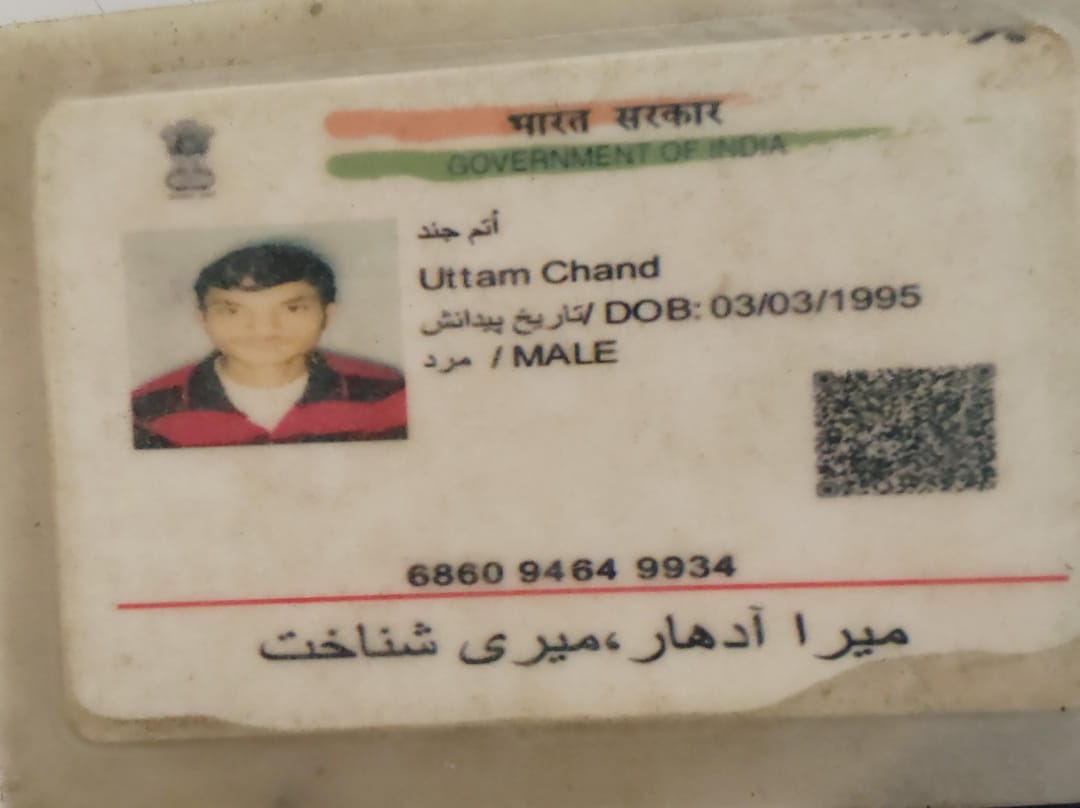 भारत सरकार
GOVERNMENT OF INDIA
أتم جند
Uttam Chand
تاریخ پیدائش/ DOB: 03/03/1995
مرد / MALE
6860 9464 9934
میرا آدھار، میری شناخت